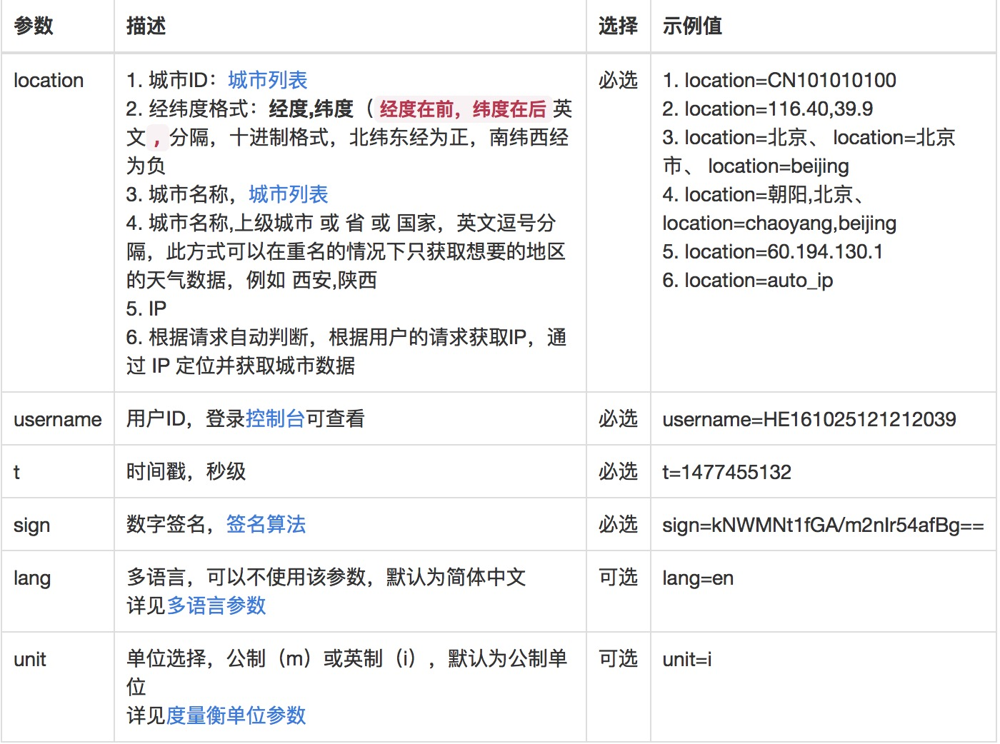 参数 描述 选择 示例值
location
1. 城市ID：城市列表
2. 经纬度格式：经度,纬度（经度在前，纬度在后英
文,分隔，十进制格式，北纬东经为正，南纬西经
为负
3. 城市名称，城市列表
4. 城市名称,上级城市 或 省 或 国家，英文逗号分
隔，此方式可以在重名的情况下只获取想要的地区
的天气数据，例如 西安,陕西
5. IP
6. 根据请求自动判断，根据用户的请求获取IP，通
过 IP 定位并获取城市数据
必选
1. location=CN101010100
2. location=116.40,39.9
3. location=北京、 location=北京
市、 location=beijing
4. location=朝阳,北京、
location=chaoyang,beijing
5. location=60.194.130.1
6. location=auto_ip
username 用户ID，登录控制台可查看 必选 username=HE161025121212039
t 时间戳，秒级 必选 t=1477455132
sign 数字签名，签名算法 必选 sign=kNWMNt1fGA/m2nIr54afBg==
lang 多语言，可以不使用该参数，默认为简体中文 可选 lang=en
详见多语言参数
unit 单位选择，公制（m）或英制（i），默认为公制单 可选 unit=i
位
详见度量衡单位参数